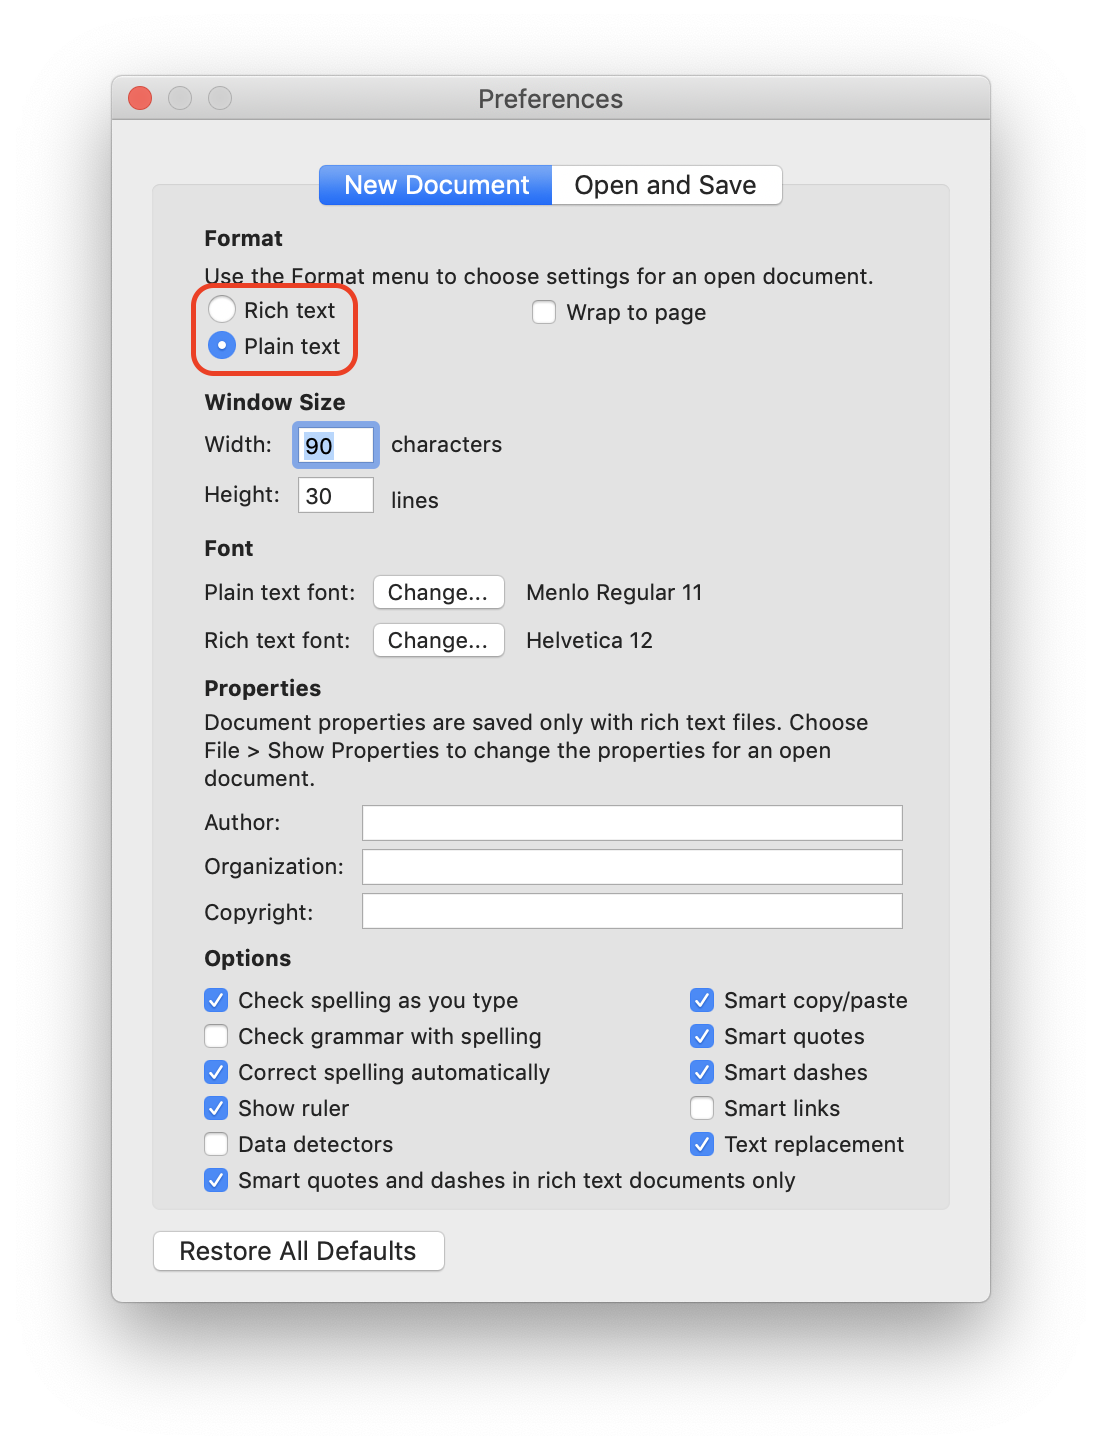 Preferences
New Document Open and Save
Format
Use the Format menu to choose settings for an open document.
Rich text Wrap to page
Plain text
Window Size
Width: 90 characters
Height: 30 lines
Font
Plain text font: Change... Menlo Regular 11
Rich text font: Change... Helvetica 12
Properties
Document properties are saved only with rich text files. Choose
File > Show Properties to change the properties for an open
document.
Author:
Organization:
Copyright:
Options
Check spelling as you type Smart copy/paste
Check grammar with spelling Smart quotes
Correct spelling automatically Smart dashes
Show ruler Smart links
Data detectors Text replacement
Smart quotes and dashes in rich text documents only
Restore All Defaults